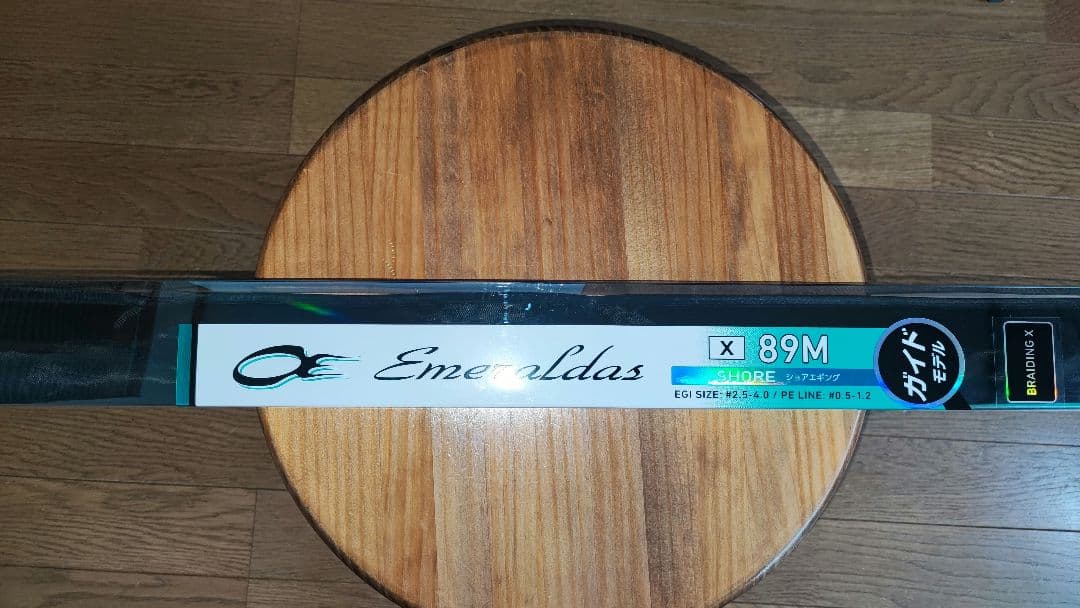 Emeraldas
X 89M
SHORE ショアエギング
EGI SIZE: #2.5-4.0 / PE LINE: #0.5-1.2
ガイド
モデル
BRAIDING X